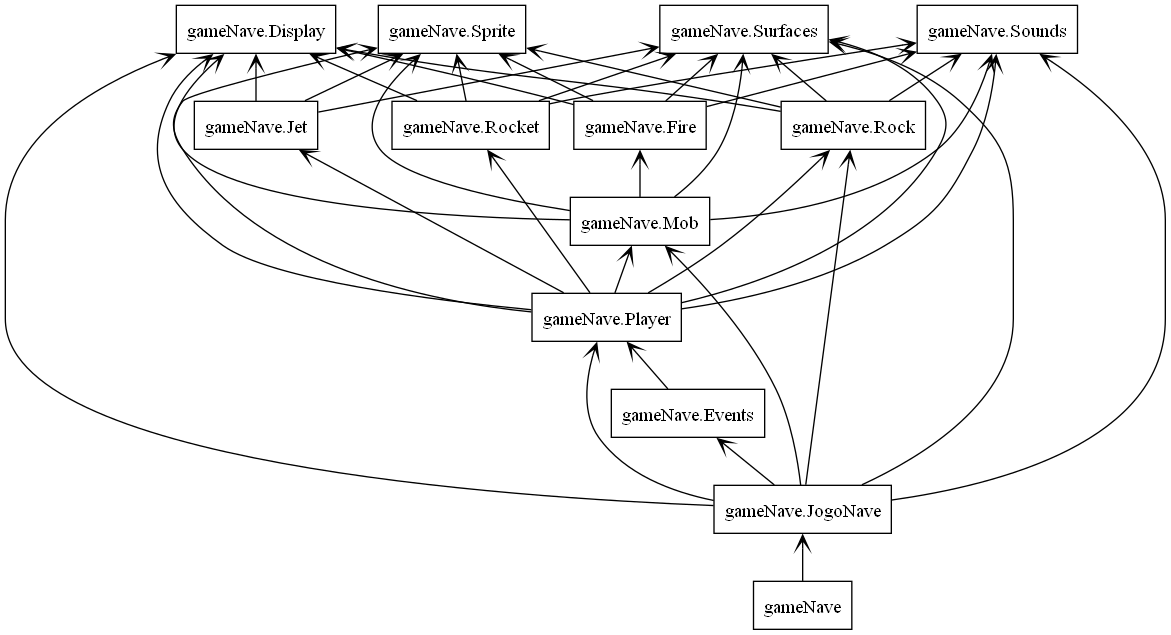 gameNave.Display
gameNave.Sprite
gameNave.Surfaces
gameNave.Sounds
gameNave.Jet
gameNave.Rocket
gameNave.Fire
gameNave.Rock
gameNave.Mob
gameNave.Player
gameNave.Events
gameNave.JogoNave
gameNave